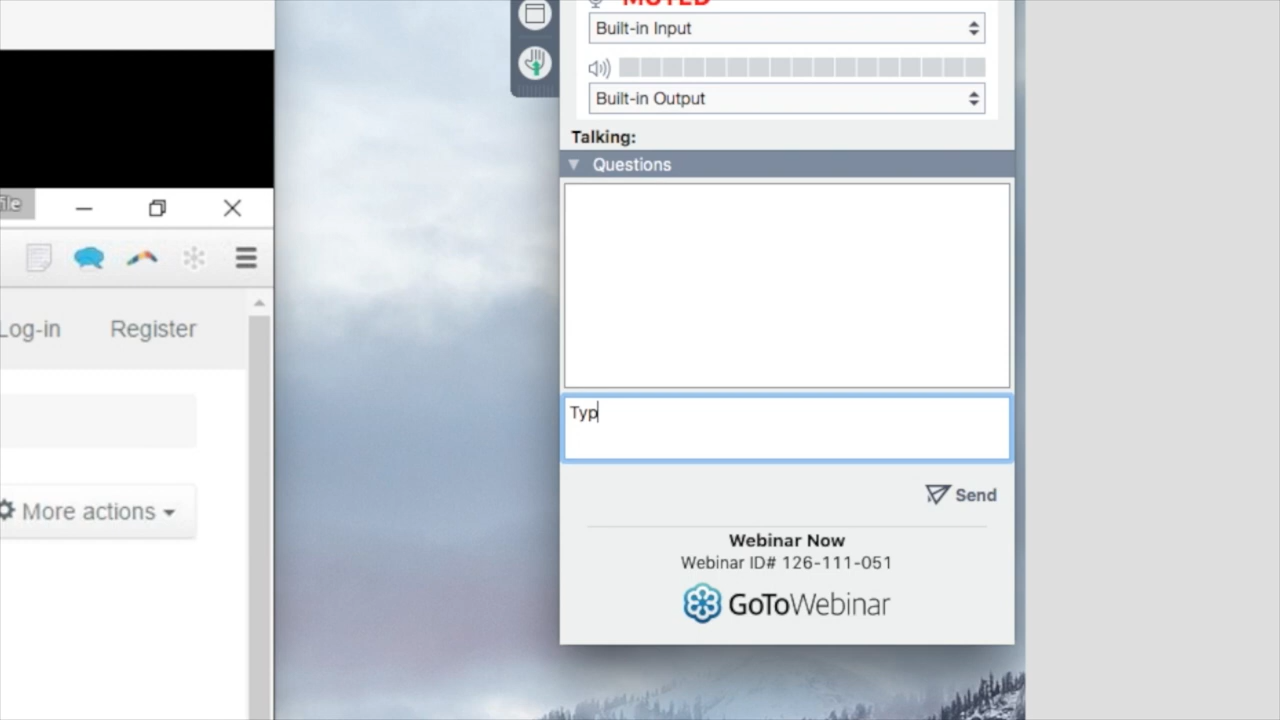 MUTED
Built-in Input
Built-in Output
Talking:
Questions
Typ
Send
Webinar Now
Webinar ID# 126-111-051
GoToWebinar
Log-in Register
More actions